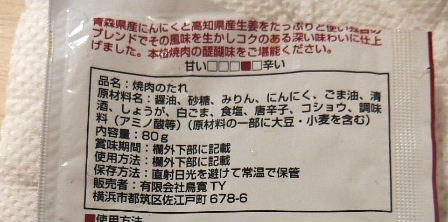 青森県産にんにくと高知県産生姜をたっぷりと使い
ブレンドでその風味を生かしコクのある深い味わいに仕上
げました。本格焼肉の醍醐味をご堪能ください。
甘い□□□■□辛い
品名：焼肉のたれ
原材料名：醤油、砂糖、みりん、にんにく、ごま油、清
酒、しょうが、白ごま、食塩、唐辛子、コショウ、調味
料（アミノ酸等）（原材料の一部に大豆・小麦を含む）
内容量：80g
賞味期間：欄外下部に記載
使用方法：欄外下部に記載
保存方法：直射日光を避けて常温で保管
販売者：有限会社鳥寛 TY
横浜市都筑区佐江戸町 678-6
■使用方法